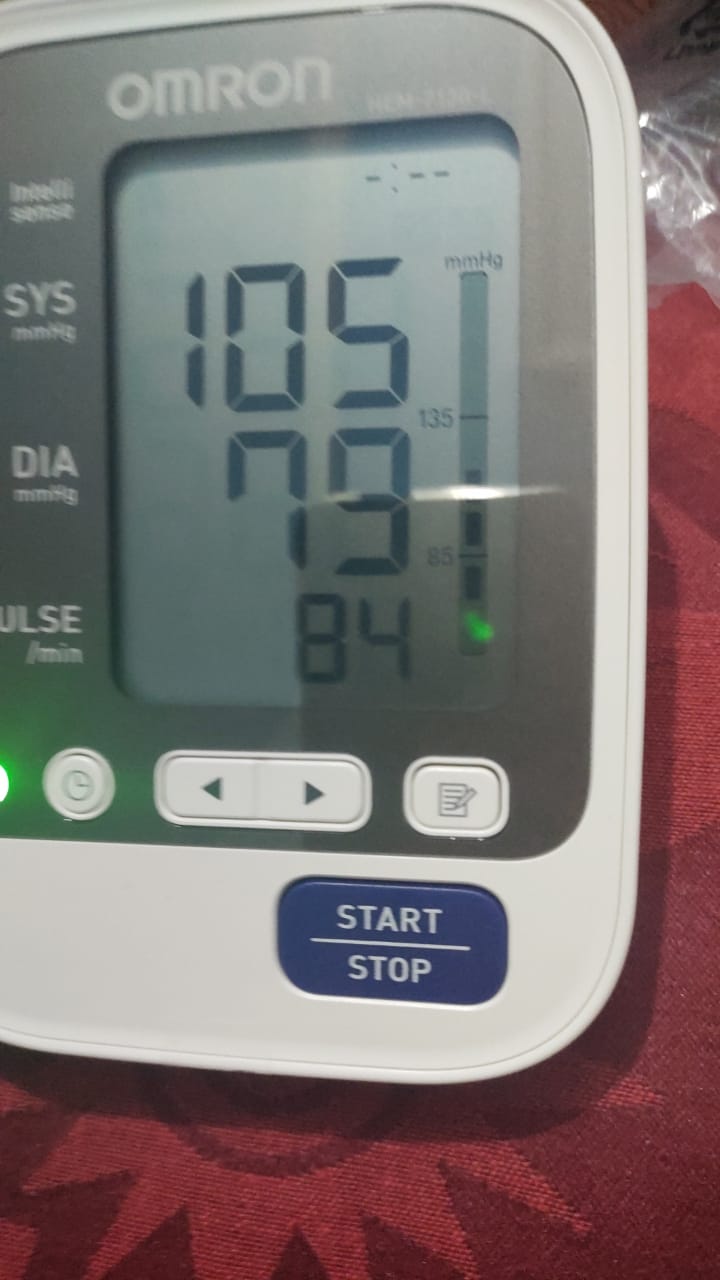 OMRON
Intelli
sense
-:--
mmHg
SYS
mmHg
105
135
DIA
mmHg
79
85
ULSE
/min
84
START
STOP